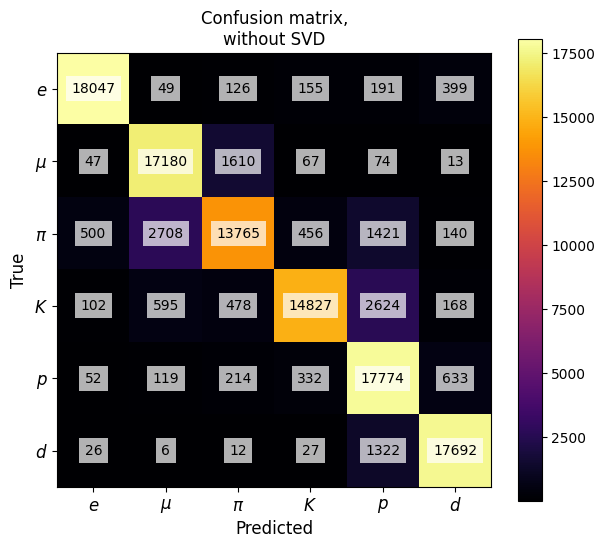 Confusion matrix,
without SVD
True
e 18047 49 126 155 191 399
μ 47 17180 1610 67 74 13
π 500 2708 13765 456 1421 140
K 102 595 478 14827 2624 168
p 52 119 214 332 17774 633
d 26 6 12 27 1322 17692
e μ π K p d
Predicted
17500
15000
12500
10000
7500
5000
2500